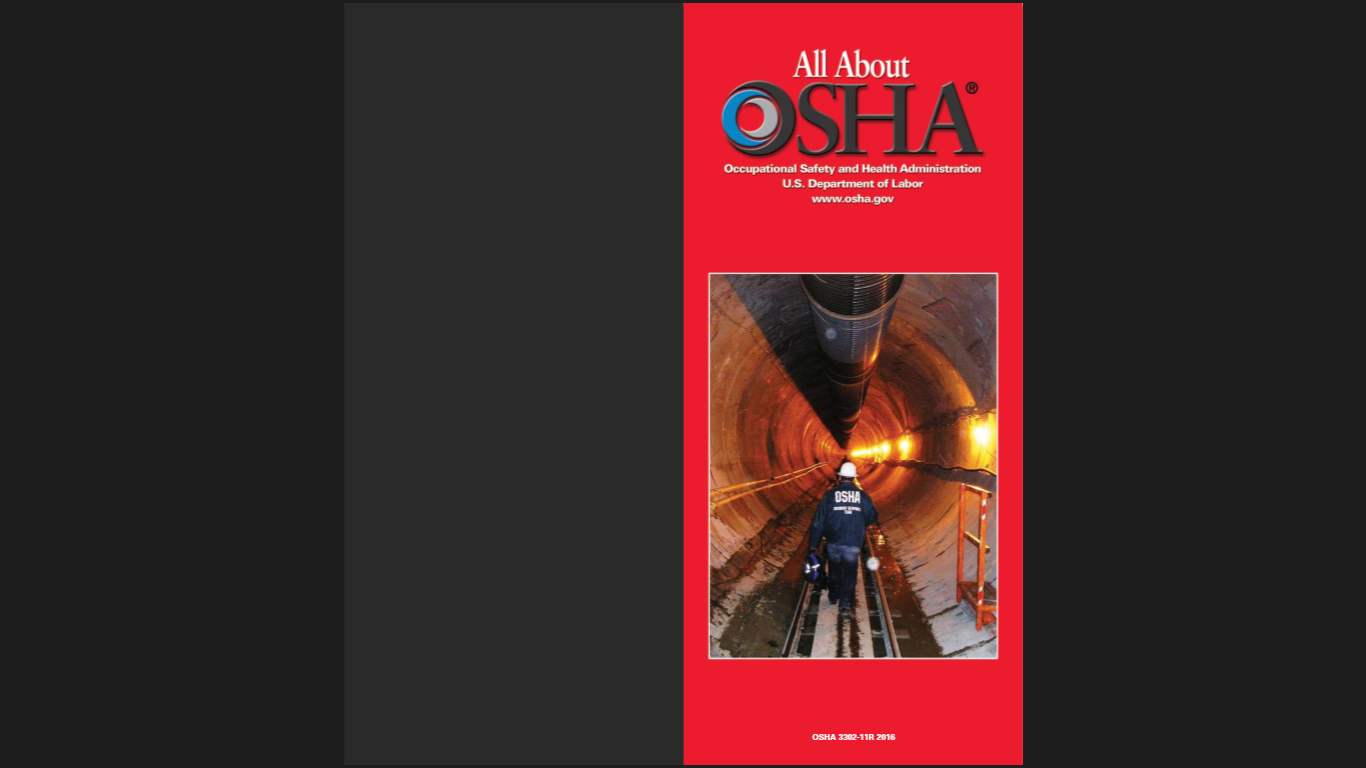 All About
OSHA®
Occupational Safety and Health Administration
U.S. Department of Labor
www.osha.gov
OSHA
TEAM
OSHA 3302-11R 2016